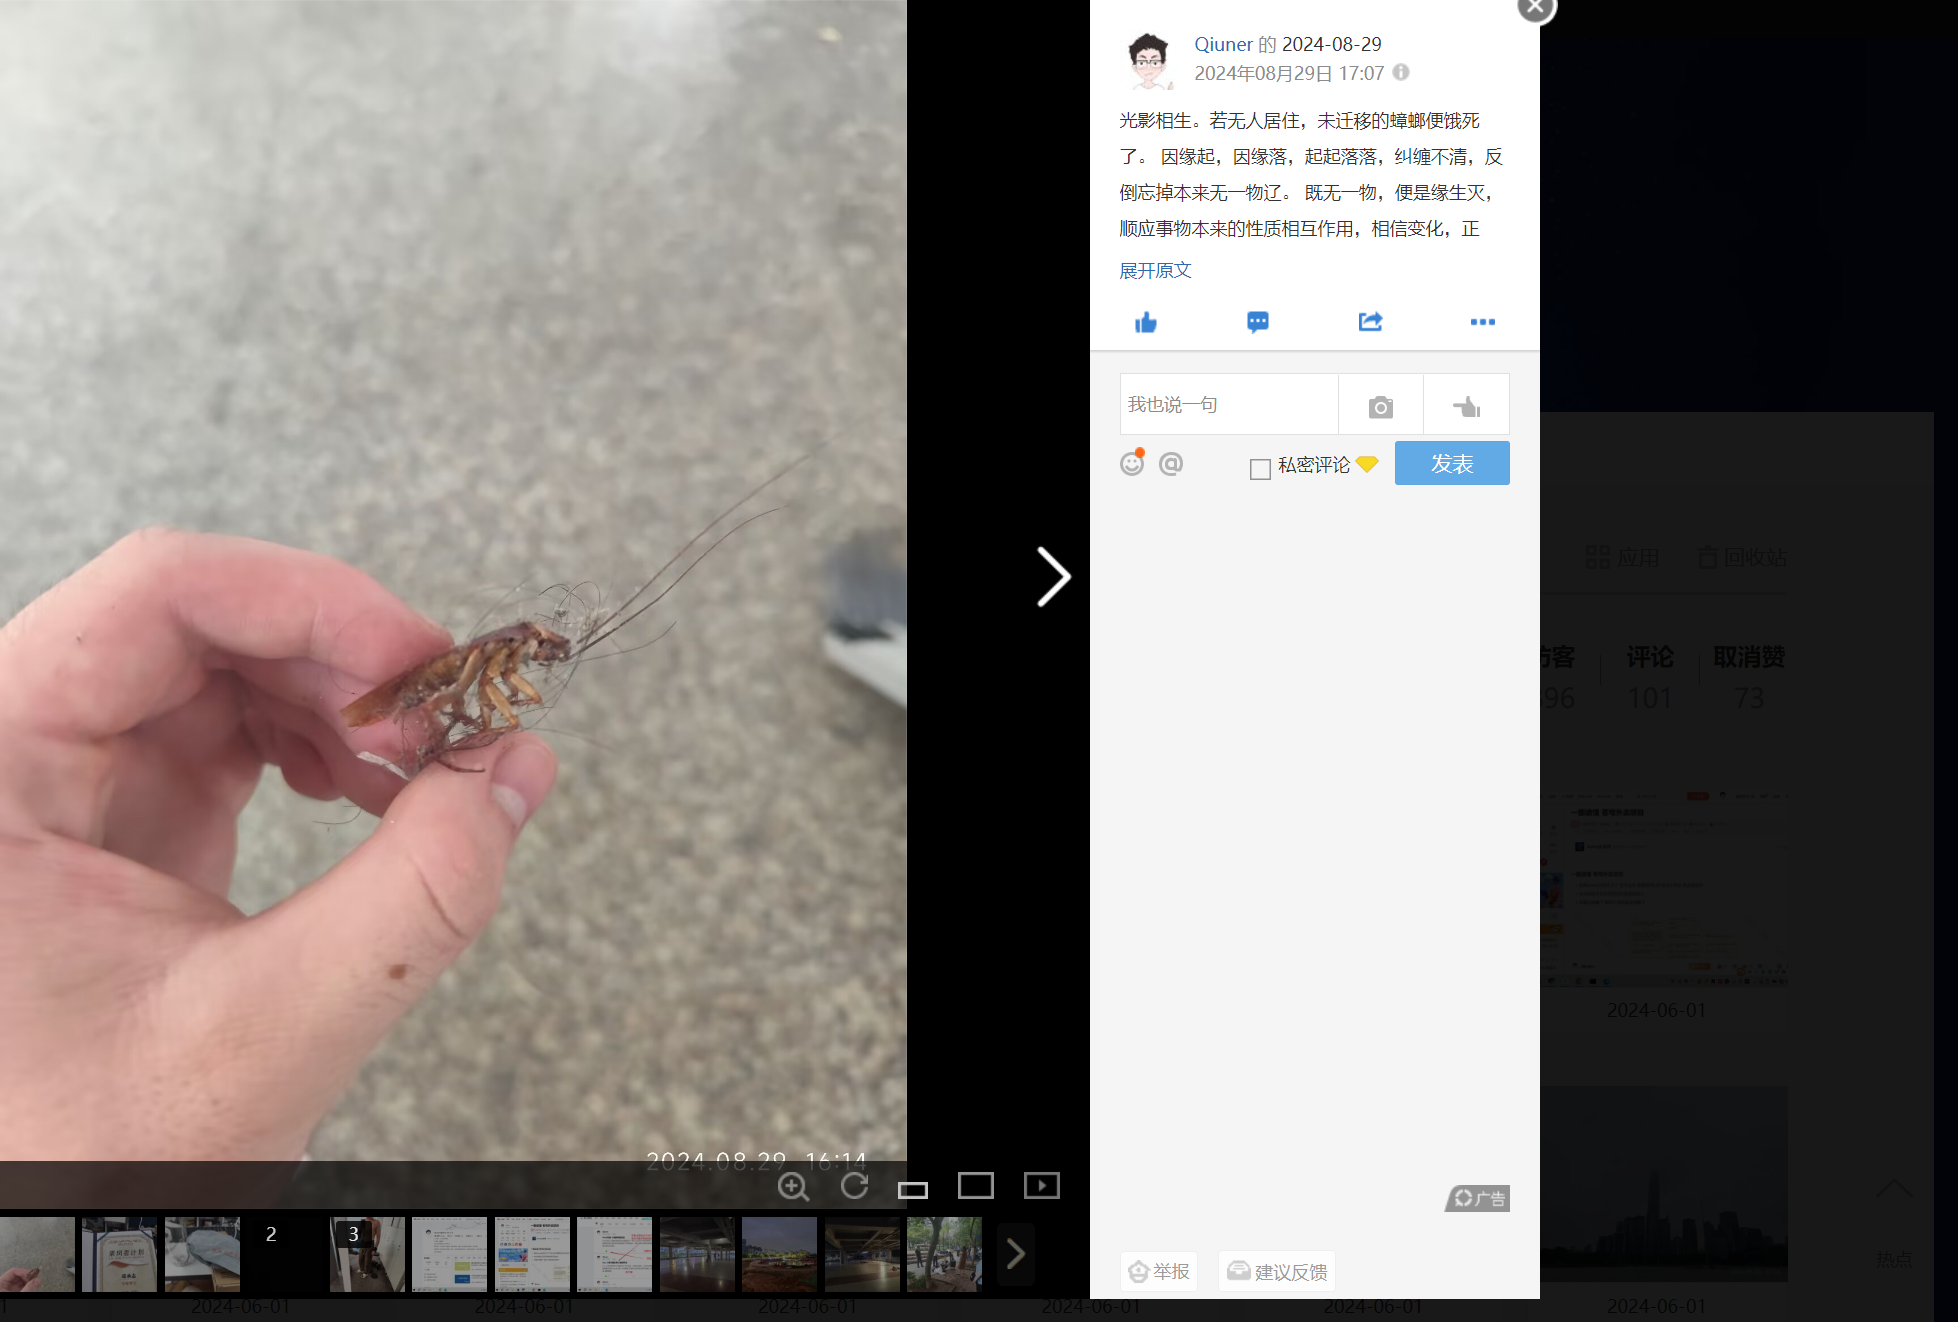 Qiuner 的 2024-08-29
2024年08月29日 17:07
光影相生。若无人居住，未迁移的蟑螂便饿死
了。 因缘起，因缘落，起起落落，纠缠不清，反
倒忘掉本来无一物辽。 既无一物，便是缘生灭，
顺应事物本来的性质相互作用，相信变化，正
展开原文
我也说一句
私密评论
发表
应用 回收站
访客 评论 取消赞
396 101 73
2024-06-01
2024.08.29 16:14
广告
2
3
举报 建议反馈
热点
2024-06-01 2024-06-01 2024-06-01 2024-06-01 2024-06-01 2024-06-01